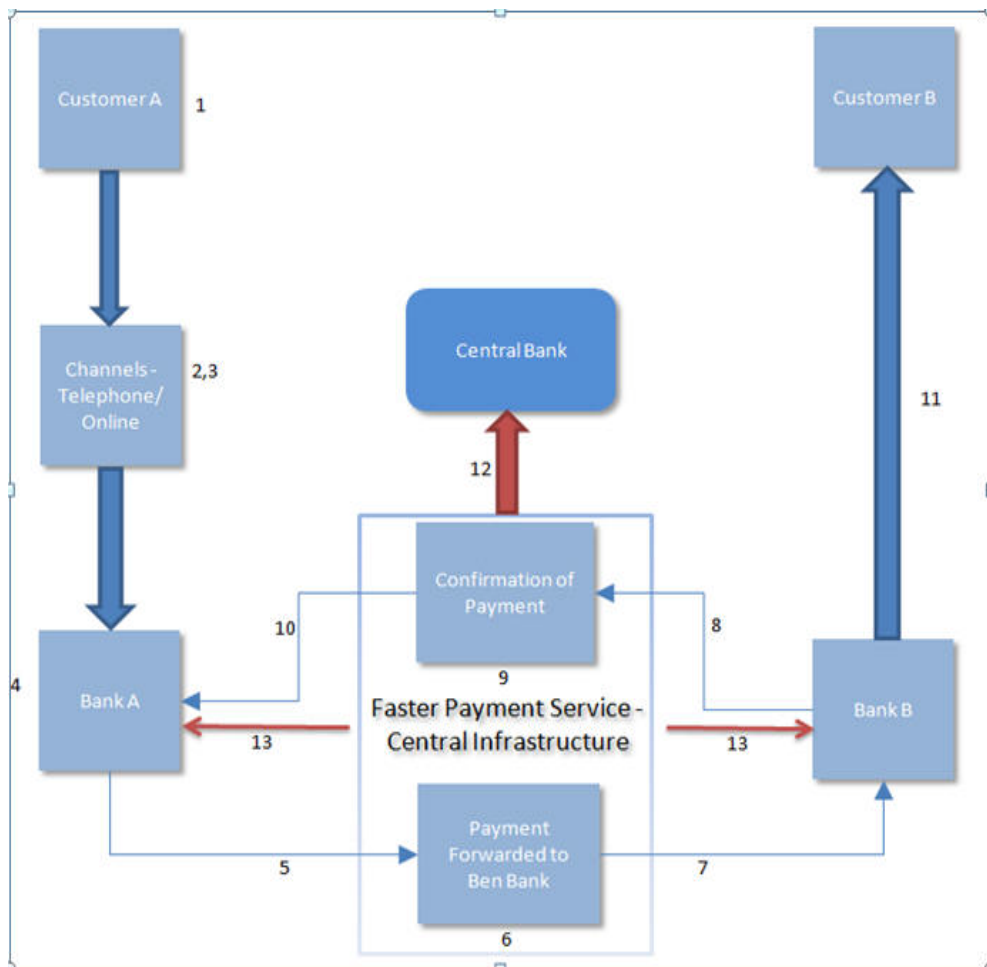 Customer A
1
Customer B
Channels -
Telephone/
Online
2,3
Central Bank
11
12
Confirmation of
Payment
10
8
4
Bank A
9
Faster Payment Service -
Central Infrastructure
Bank B
13
13
Payment
Forwarded to
Ben Bank
5
7
6